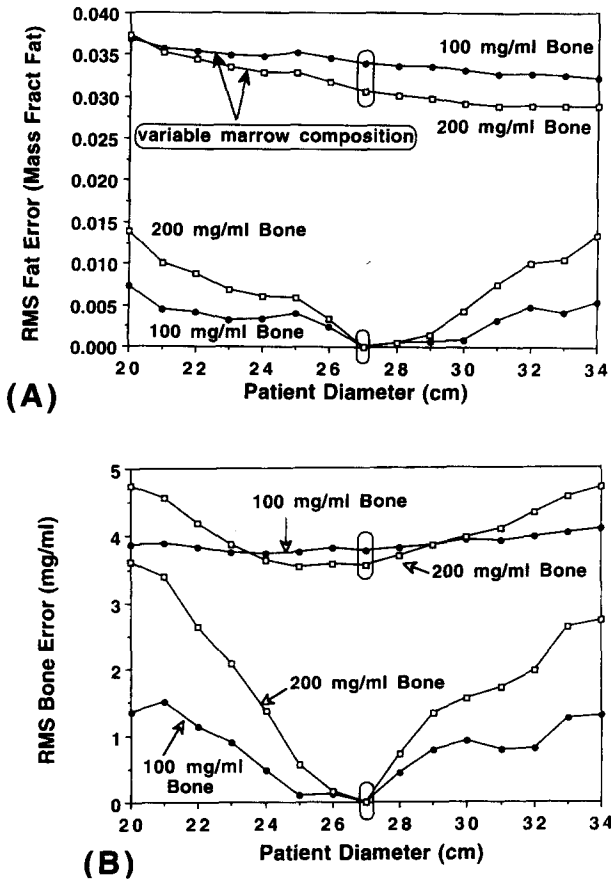 RMS Fat Error (Mass Fract Fat)
0.040
0.035
0.030
0.025
0.020
0.015
0.010
0.005
0.000
100 mg/ml Bone
200 mg/ml Bone
variable marrow composition
200 mg/ml Bone
100 mg/ml Bone
20 22 24 26 28 30 32 34
Patient Diameter (cm)
(A)
RMS Bone Error (mg/ml)
5
4
3
2
1
0
100 mg/ml Bone
200 mg/ml Bone
200 mg/ml Bone
100 mg/ml
Bone
20 22 24 26 28 30 32 34
Patient Diameter (cm)
(B)